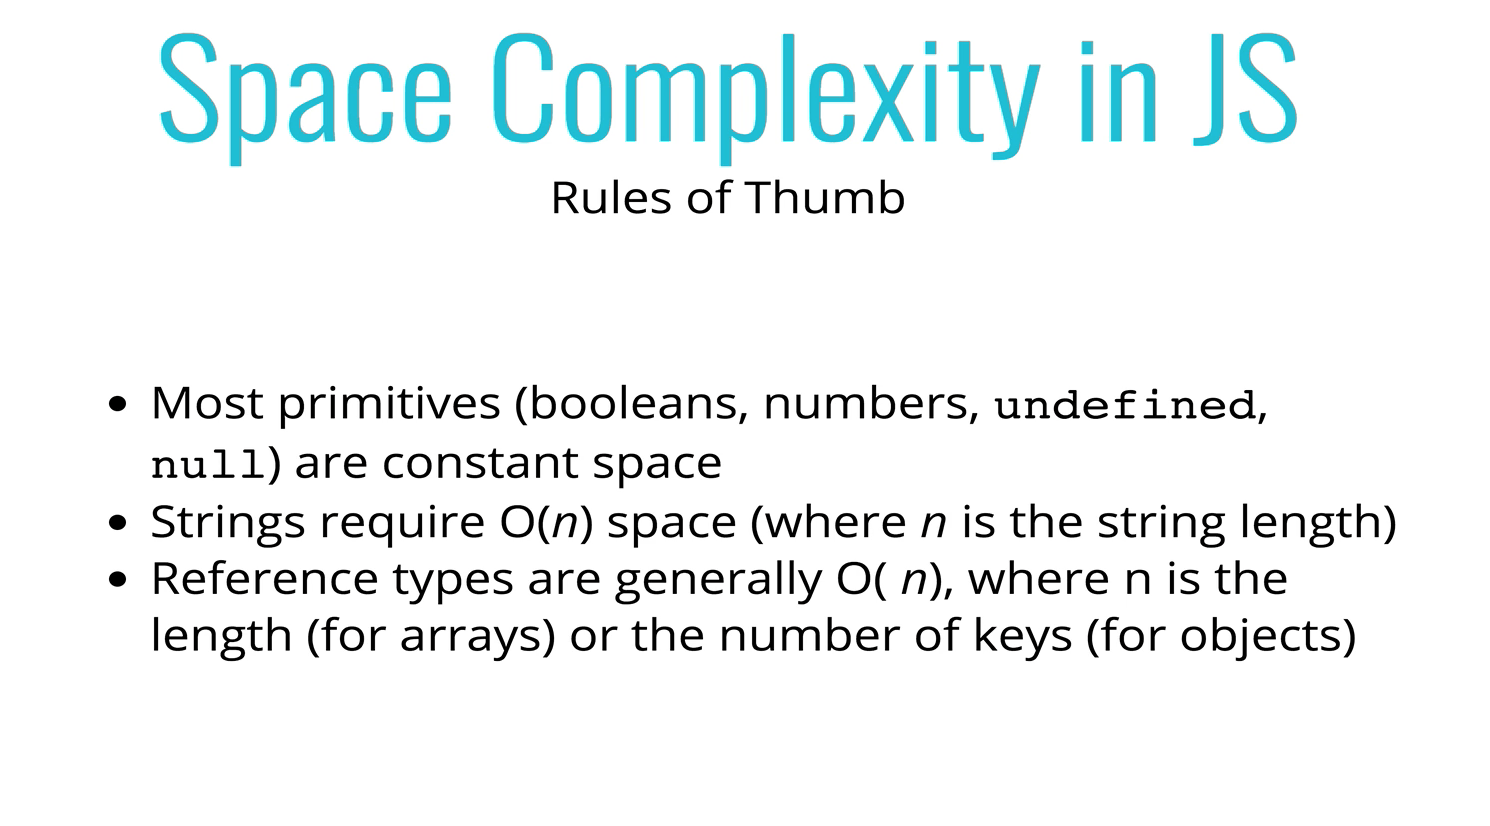 Space Complexity in JS
Rules of Thumb
• Most primitives (booleans, numbers, undefined,
null) are constant space
• Strings require O(n) space (where n is the string length)
• Reference types are generally O( n), where n is the
length (for arrays) or the number of keys (for objects)